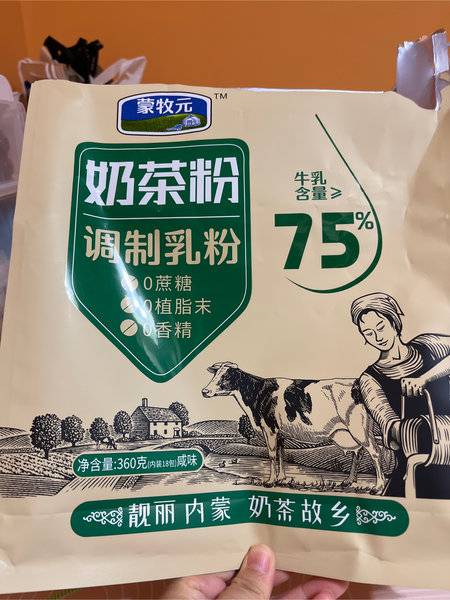 蒙牧元 TM
奶茶粉
调制乳粉
0蔗糖
0植脂末
0香精
牛乳
含量≥
75%
净含量:360克(内装18包)咸味
靓丽内蒙 奶茶故乡